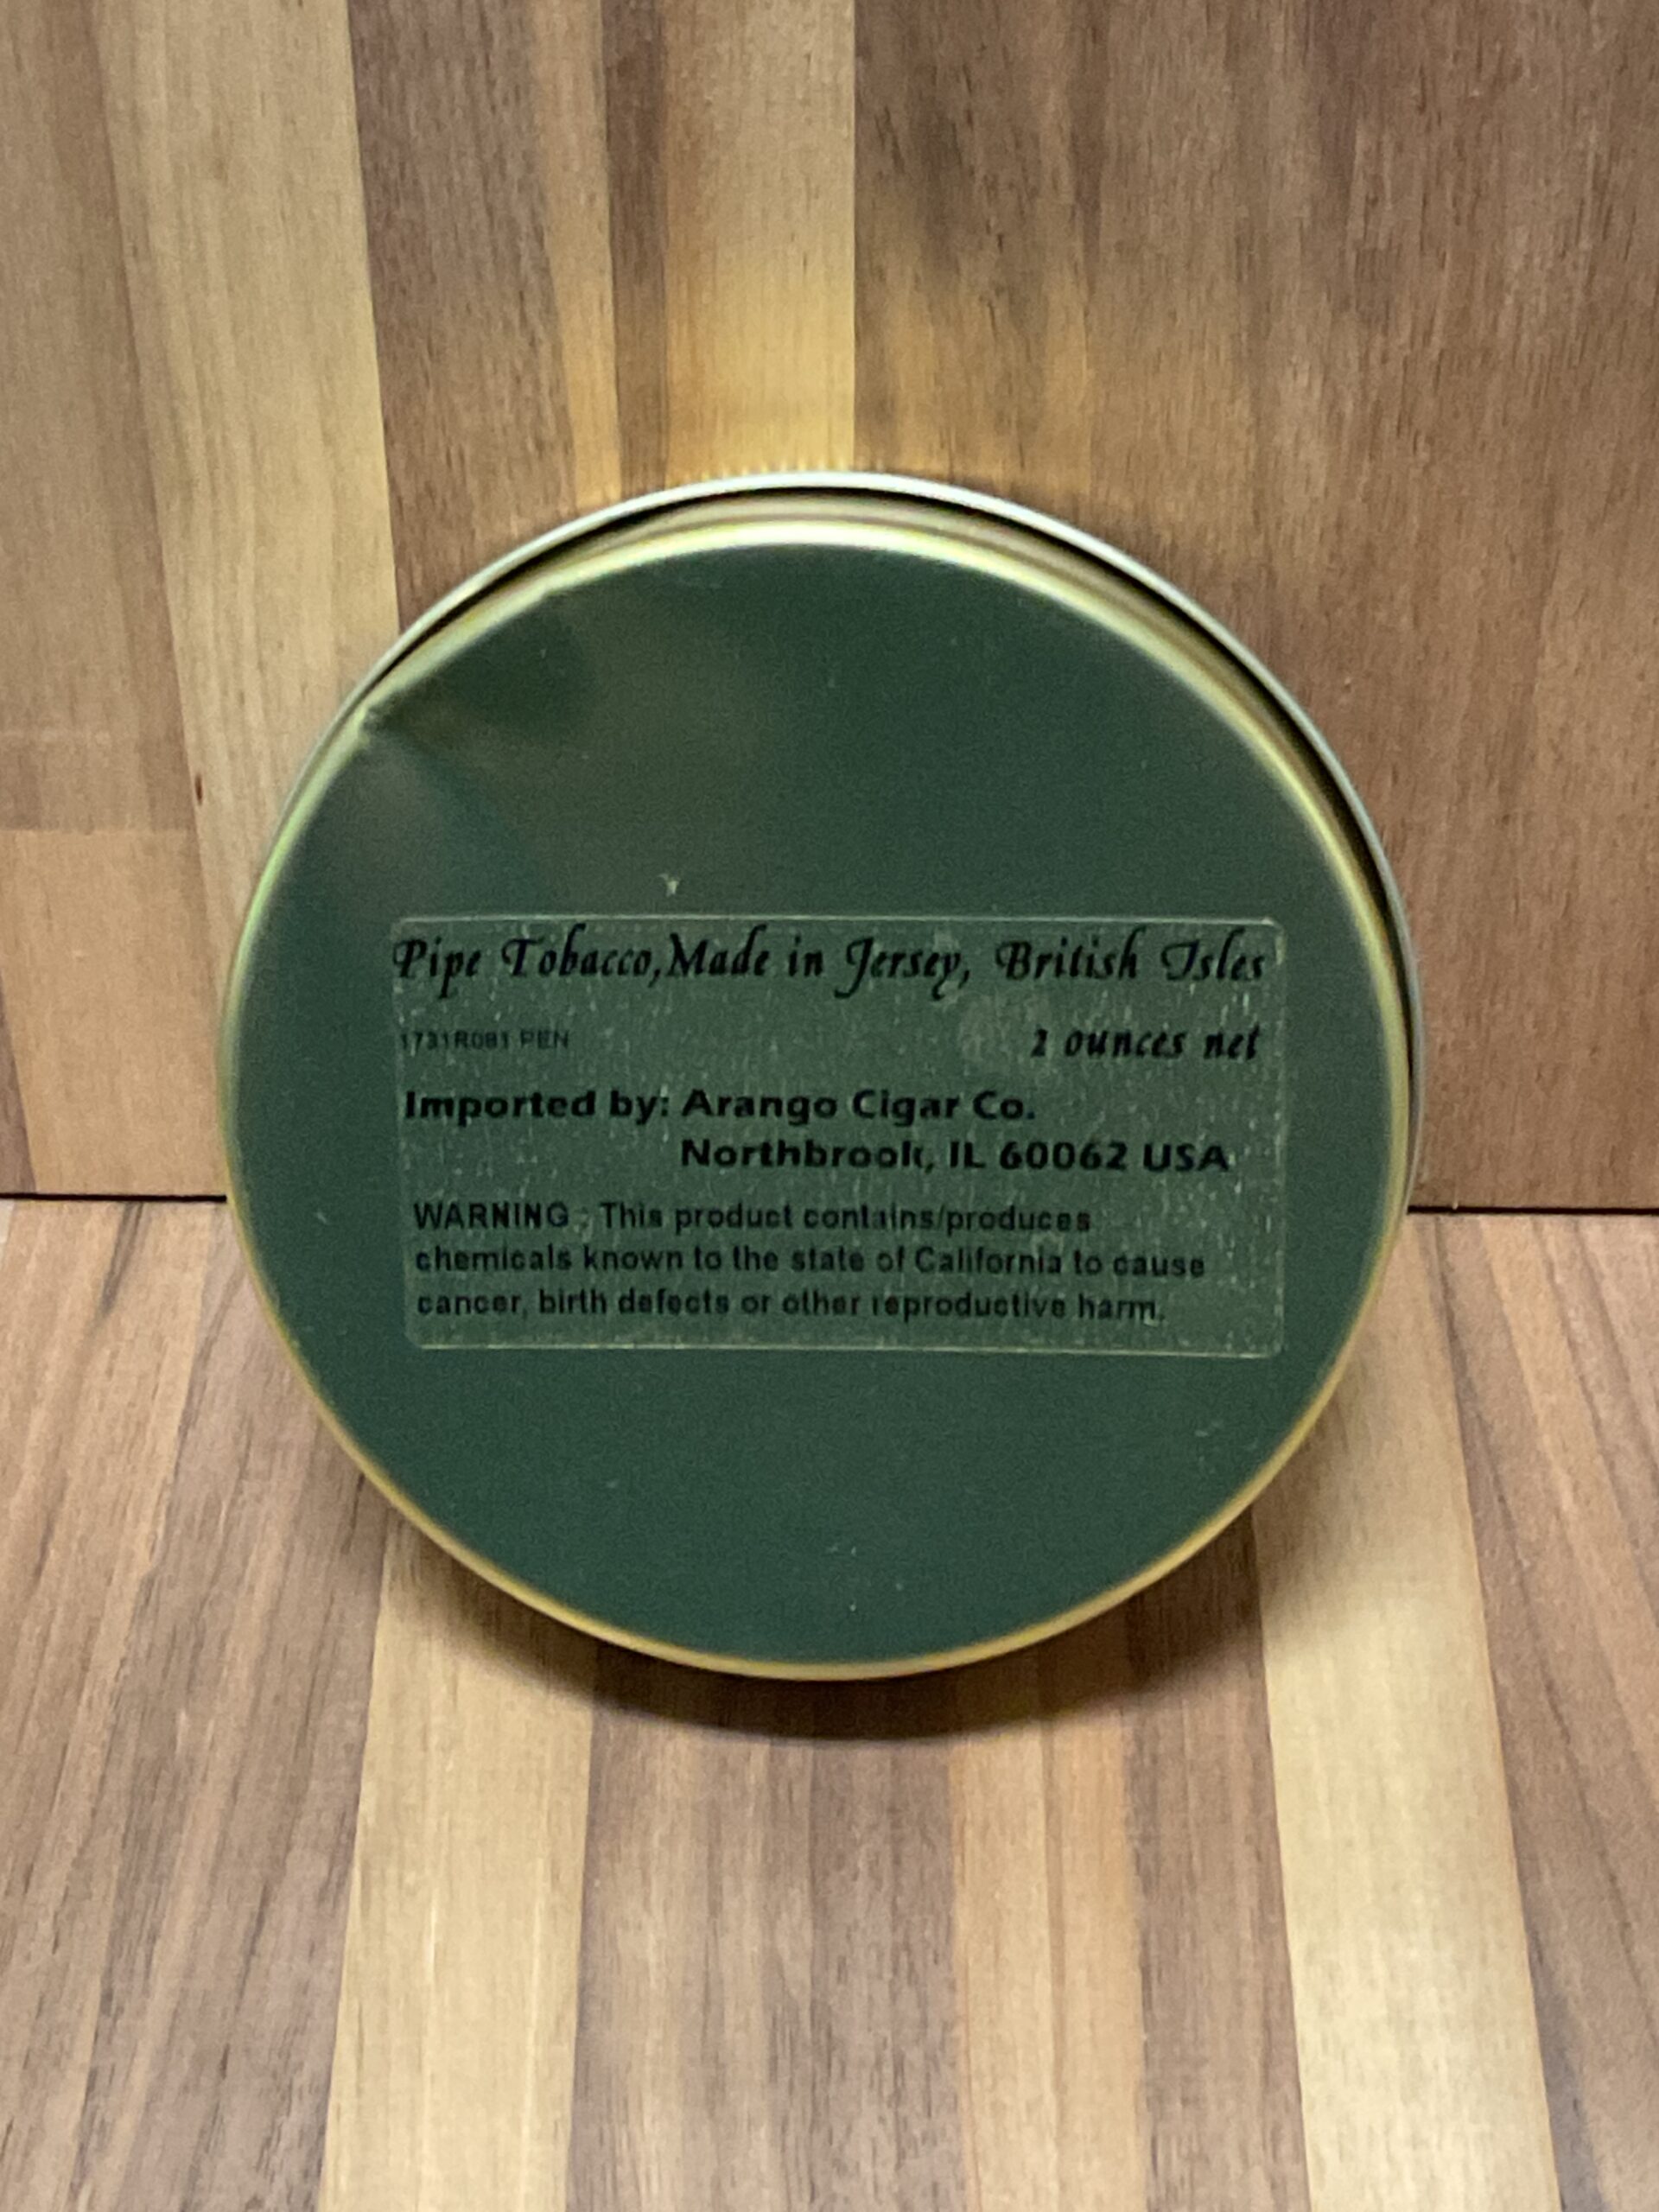 Pipe Tobacco,Made in Jersey, British Isles
1731R081 PEN 2 ounces net
Imported by: Arango Cigar Co.
Northbrook, IL 60062 USA
WARNING : This product contains/produces
chemicals known to the state of California to cause
cancer, birth defects or other reproductive harm.